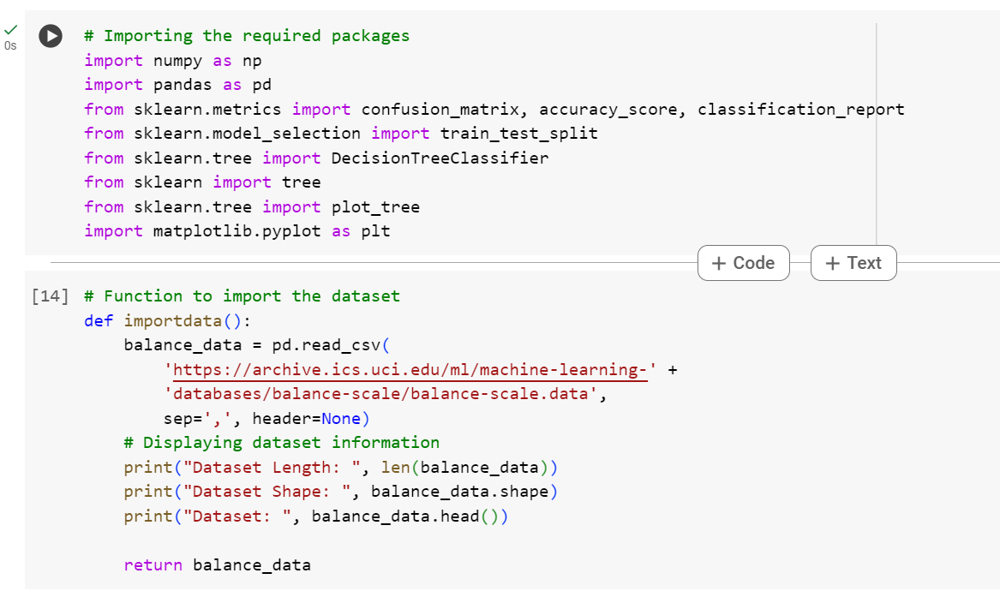 # Importing the required packages
0s
import numpy as np
import pandas as pd
from sklearn.metrics import confusion_matrix, accuracy_score, classification_report
from sklearn.model_selection import train_test_split
from sklearn.tree import DecisionTreeClassifier
from sklearn import tree
from sklearn.tree import plot_tree
import matplotlib.pyplot as plt
+ Code + Text
[14] # Function to import the dataset
def importdata():
    balance_data = pd.read_csv(
        'https://archive.ics.uci.edu/ml/machine-learning-' +
        'databases/balance-scale/balance-scale.data',
        sep=',', header=None)
    # Displaying dataset information
    print("Dataset Length: ", len(balance_data))
    print("Dataset Shape: ", balance_data.shape)
    print("Dataset: ", balance_data.head())
    return balance_data